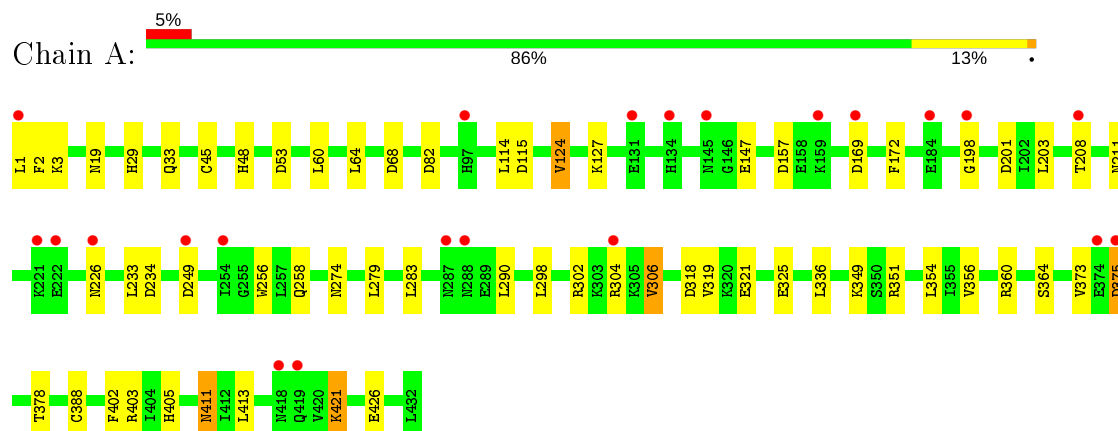 5%
Chain A:
86% 13% •
L1 F2 K3 N19 H29 Q33 C45 H48 D53 L60 L64 D68 D82 H97 L114 D115 V124 K127 E131 H134 N145 G146 E147 D157 E158 K159 D169 F172 E184 G198 D201 I202 L203 T208 N211
K221 E222 N226 L233 D234 D249 I254 G255 W256 L257 Q258 N274 L279 L283 N287 N288 E289 L290 L298 R302 K303 R304 K305 V306 D318 V319 K320 E321 E325 L336 K349 S350 R351 L354 I355 V356 R360 S364 V373 E374
T378 C388 F402 R403 I404 H405 N411 I412 L413 N418 Q419 V420 K421 E426 L432